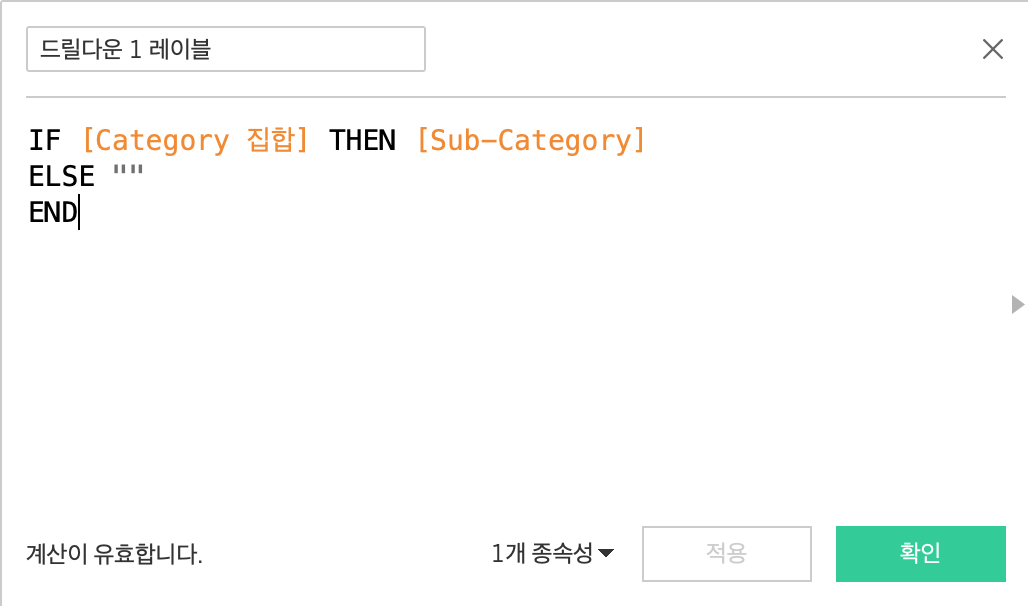 드릴다운 1 레이블
IF [Category 집합] THEN [Sub-Category]
ELSE ""
END
계산이 유효합니다.
1개 종속성
적용
확인